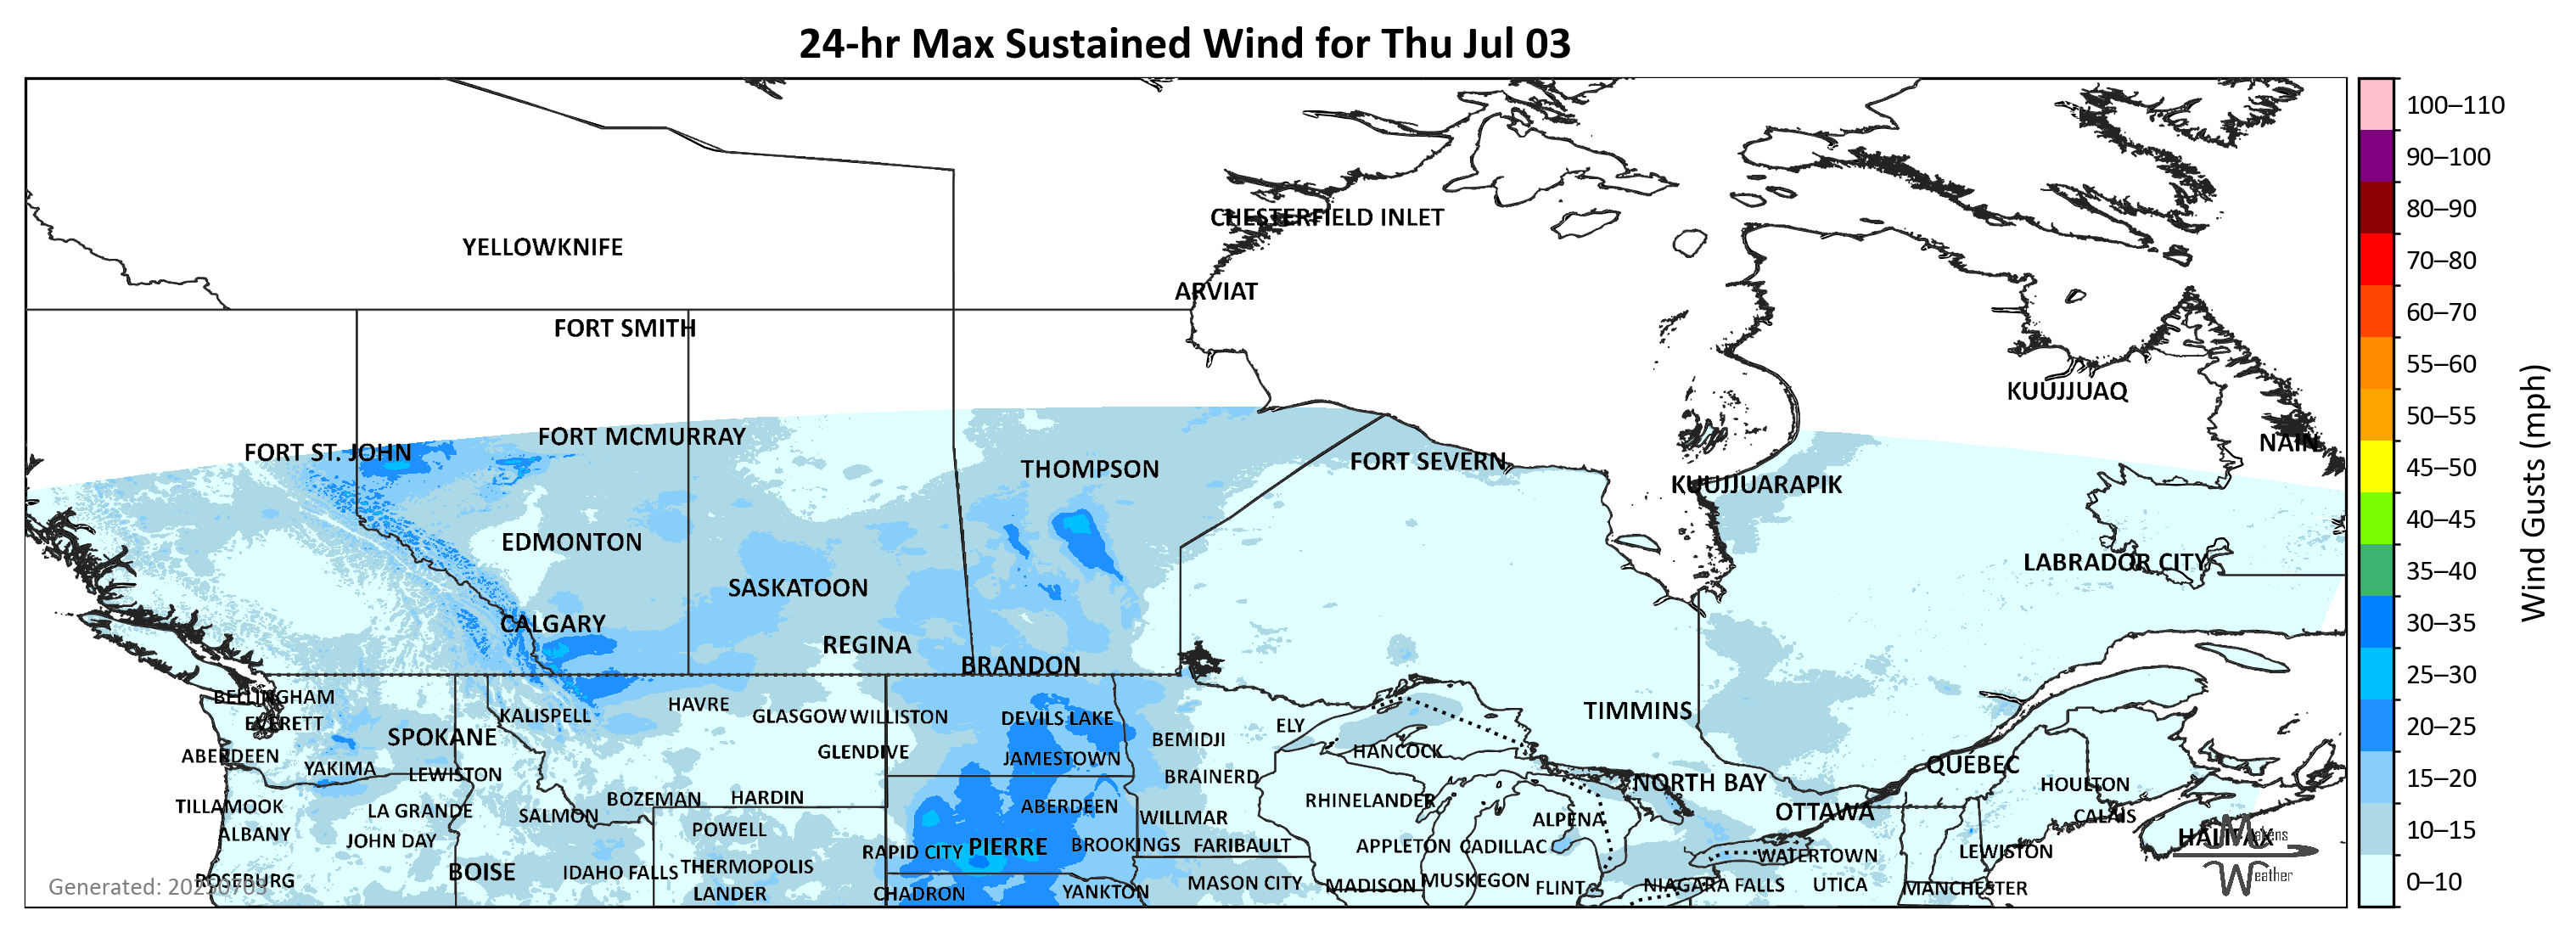 24-hr Max Sustained Wind for Thu Jul 03
100–110
90–100
80–90
CHESTERFIELD INLET
YELLOWKNIFE
70–80
ARVIAT
60–70
FORT SMITH
55–60
KUUJJUAQ
50–55
FORT MCMURRAY
NAIN
FORT ST. JOHN
FORT SEVERN
THOMPSON
45–50
KUUJJUARAPIK
40–45
Wind Gusts (mph)
EDMONTON
LABRADOR CITY
35–40
SASKATOON
CALGARY
30–35
REGINA
BRANDON
25–30
BELLINGHAM
HAVRE
TIMMINS
KALISPELL
GLASGOW WILLISTON
DEVILS LAKE
EVERETT
ELY
20–25
SPOKANE
BEMIDJI
GLENDIVE
HANCOCK
ABERDEEN
JAMESTOWN
QUÉBEC
YAKIMA
LEWISTON
BRAINERD
15–20
NORTH BAY
HOULTON
BOZEMAN
HARDIN
RHINELANDER
TILLAMOOK
ABERDEEN
LA GRANDE
OTTAWA
SALMON
CALAIS
WILLMAR
ALPENA
10–15
POWELL
ALBANY
HALIFAX
Makens
JOHN DAY
PIERRE
BROOKINGS
FARIBAULT
APPLETON
CADILLAC
RAPID CITY
LEWISTON
WATERTOWN
THERMOPOLIS
BOISE
IDAHO FALLS
Weather
ROSEBURG
MUSKEGON
0–10
MASON CITY
MADISON
NIAGARA FALLS
UTICA
Generated: 20250703
FLINT
MANCHESTER
YANKTON
LANDER
CHADRON